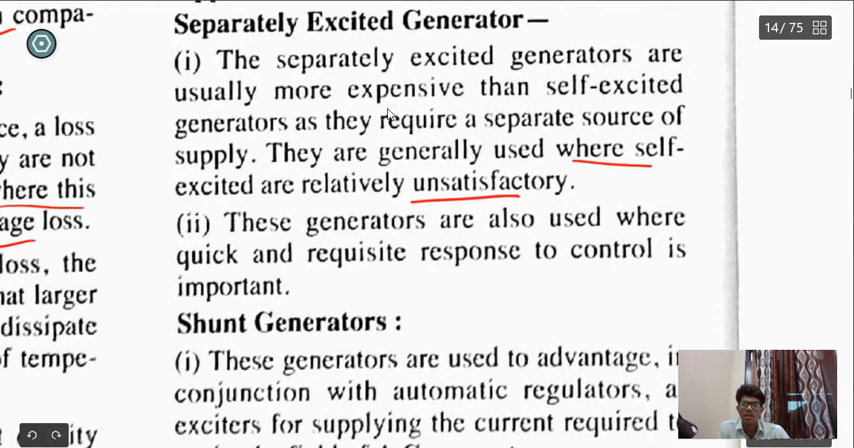 compa-
:
ce, a loss
y are not
here this
age loss.
loss, the
hat larger
dissipate
of tempe-
ity
Separately Excited Generator—
(i) The separately excited generators are
usually more expensive than self-excited
generators as they require a separate source of
supply. They are generally used where self-
excited are relatively unsatisfactory.
(ii) These generators are also used where
quick and requisite response to control is
important.
Shunt Generators :
(i) These generators are used to advantage, i
conjunction with automatic regulators, a
exciters for supplying the current required t
14 / 75